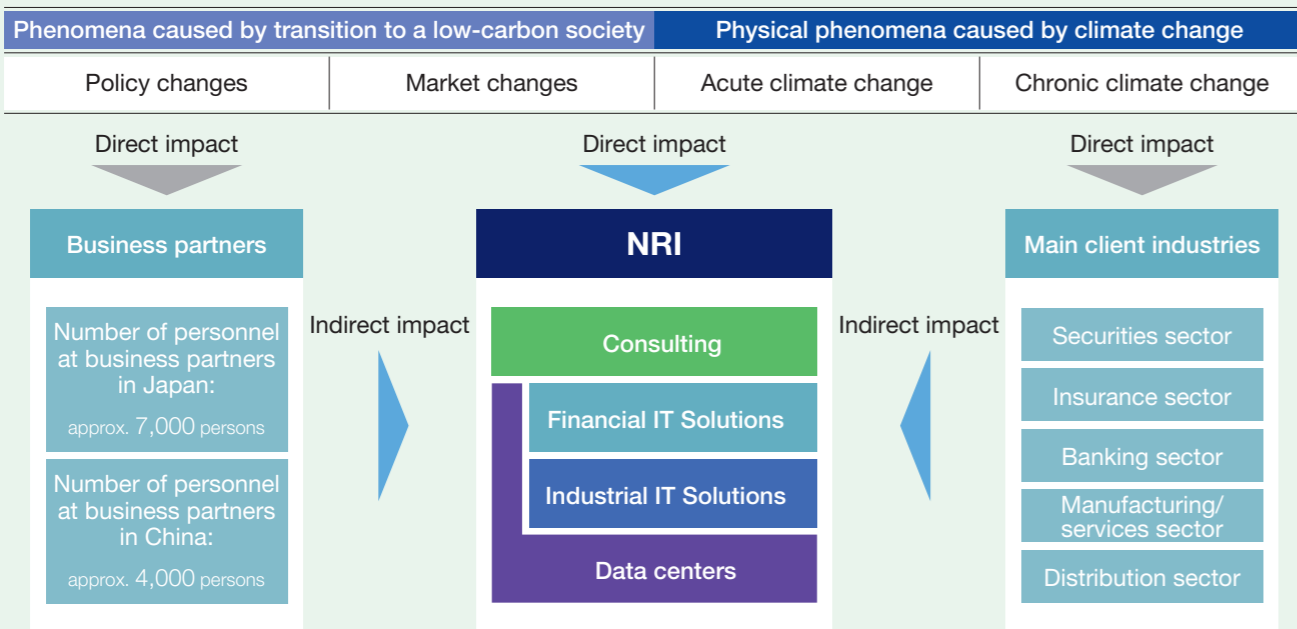 Phenomena caused by transition to a low-carbon society
Physical phenomena caused by climate change
Policy changes
Market changes
Acute climate change
Chronic climate change
Direct impact
Direct impact
Direct impact
Business partners
Number of personnel
at business partners
in Japan:
approx. 7,000 persons
Number of personnel
at business partners
in China:
approx. 4,000 persons
Indirect impact
NRI
Consulting
Financial IT Solutions
Industrial IT Solutions
Data centers
Indirect impact
Main client industries
Securities sector
Insurance sector
Banking sector
Manufacturing/
services sector
Distribution sector